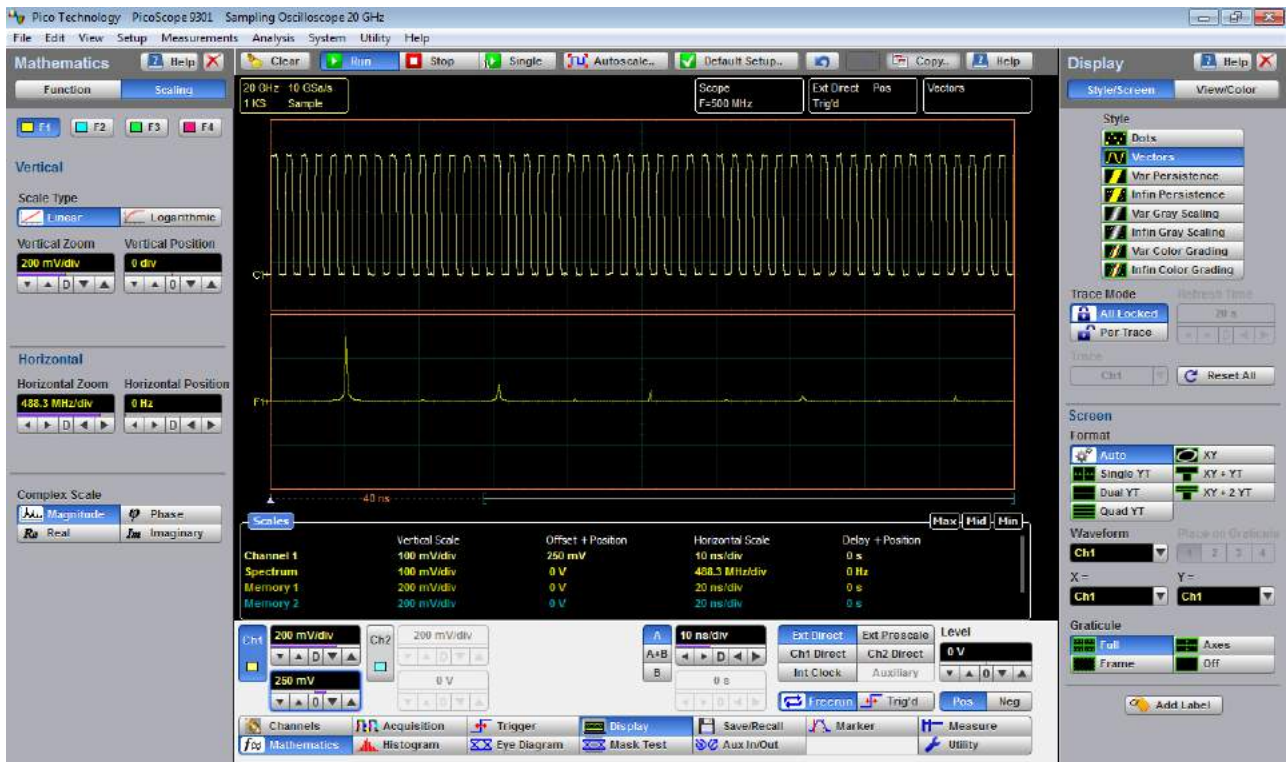 Pico Technology PicoScope 9301 Sampling Oscilloscope 20 GHz
File Edit View Setup Measurements Analysis System Utility Help
Mathematics Help
Function Scaling
F1 F2 F3 F4
Vertical
Scale Type
Linear Logarithmic
Vertical Zoom Vertical Position
200 mV/div 0 div
D 0
Horizontal
Horizontal Zoom Horizontal Position
488.3 MHz/div 0 Hz
D D
Complex Scale
Magnitude φ Phase
Re Real Im Imaginary
Clear Run Stop Single Autoscale.. Default Setup.. Copy.. Help
20 GHz 10 GSa/s
1 KS Sample
Scope
F=500 MHz
Ext Direct Pos
Trig'd
Vectors
F1
40 ns
Scales Max Mid Min
Vertical Scale Offset + Position Horizontal Scale Delay + Position
Channel 1 100 mV/div 250 mV 10 ns/div 0 s
Spectrum 100 mV/div 0 V 488.3 MHz/div 0 Hz
Memory 1 200 mV/div 0 V 20 ns/div 0 s
Memory 2 200 mV/div 0 V 20 ns/div 0 s
Ch1 200 mV/div Ch2 200 mV/div A 10 ns/div Ext Direct Ext Prescale Level
D A+B D Ch1 Direct Ch2 Direct 0 V
250 mV 0 V B 0 s Int Clock Auxiliary 0
0 Freerun Trig'd Pos Neg
Channels Acquisition Trigger Display Save/Recall Marker Measure
f(x) Mathematics Histogram Eye Diagram Mask Test Aux In/Out Utility
Display Help
Style/Screen View/Color
Style
Dots
Vectors
Var Persistence
Infin Persistence
Var Gray Scaling
Infin Gray Scaling
Var Color Grading
Infin Color Grading
Trace Mode Refresh Time
All Locked 20 s
Per Trace
Trace
Ch1 Reset All
Screen
Format
Auto XY
Single YT XY + YT
Dual YT XY + 2 YT
Quad YT
Waveform Place on Graticule
Ch1 1 2 3 4
X = Y =
Ch1 Ch1
Graticule
Full Axes
Frame Off
Add Label